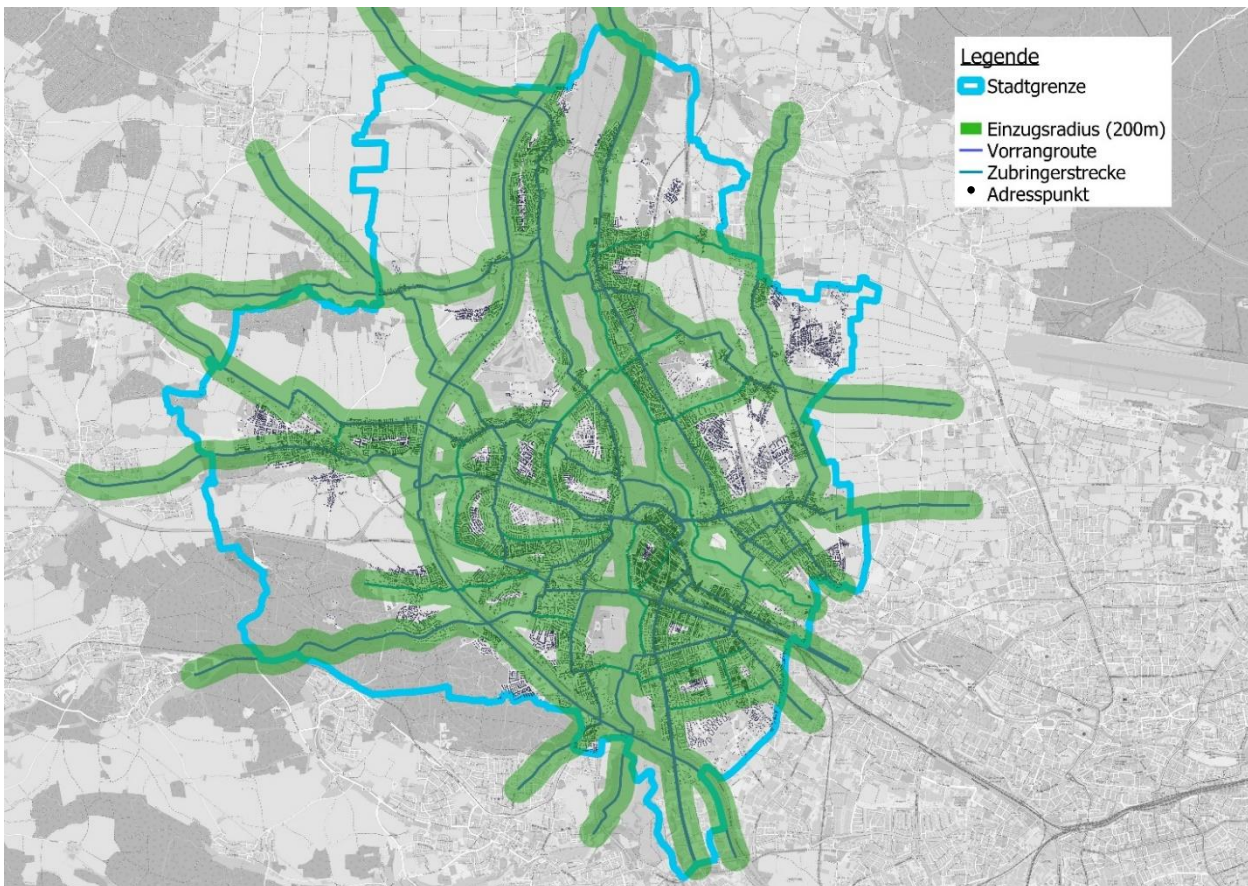 Legende
Stadtgrenze
Einzugsradius (200m)
Vorrangroute
Zubringerstrecke
Adresspunkt